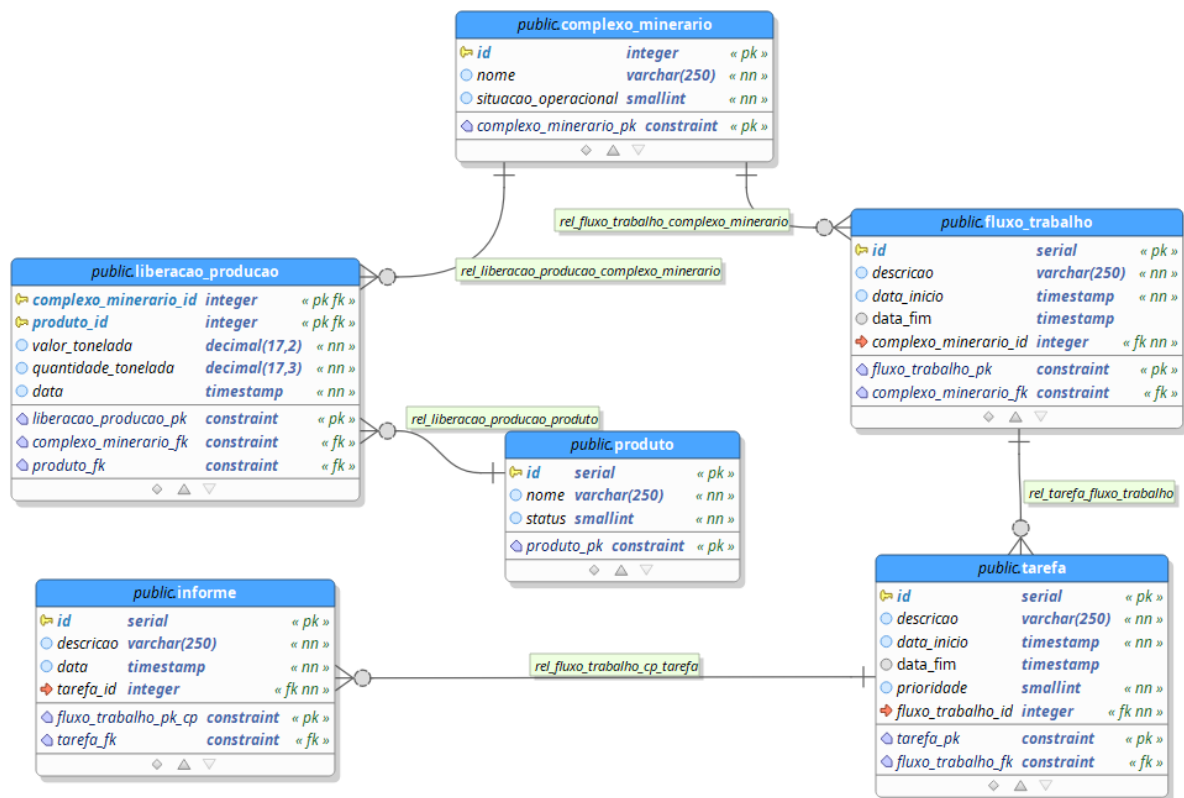 public.complexo_minerario
id integer « pk »
nome varchar(250) « nn »
situacao_operacional smallint « nn »
complexo_minerario_pk constraint « pk »
rel_fluxo_trabalho_complexo_minerario
public.fluxo_trabalho
id serial « pk »
descricao varchar(250) « nn »
data_inicio timestamp « nn »
data_fim timestamp
complexo_minerario_id integer « fk nn »
fluxo_trabalho_pk constraint « pk »
complexo_minerario_fk constraint « fk »
rel_liberacao_producao_complexo_minerario
public.liberacao_producao
complexo_minerario_id integer « pk fk »
produto_id integer « pk fk »
valor_tonelada decimal(17,2) « nn »
quantidade_tonelada decimal(17,3) « nn »
data timestamp « nn »
liberacao_producao_pk constraint « pk »
complexo_minerario_fk constraint « fk »
produto_fk constraint « fk »
rel_liberacao_producao_produto
public.produto
id serial « pk »
nome varchar(250) « nn »
status smallint « nn »
produto_pk constraint « pk »
rel_tarefa_fluxo_trabalho
public.tarefa
id serial « pk »
descricao varchar(250) « nn »
data_inicio timestamp « nn »
data_fim timestamp
prioridade smallint « nn »
fluxo_trabalho_id integer « fk nn »
tarefa_pk constraint « pk »
fluxo_trabalho_fk constraint « fk »
public.informe
id serial « pk »
descricao varchar(250) « nn »
data timestamp « nn »
tarefa_id integer « fk nn »
fluxo_trabalho_pk_cp constraint « pk »
tarefa_fk constraint « fk »
rel_fluxo_trabalho_cp_tarefa